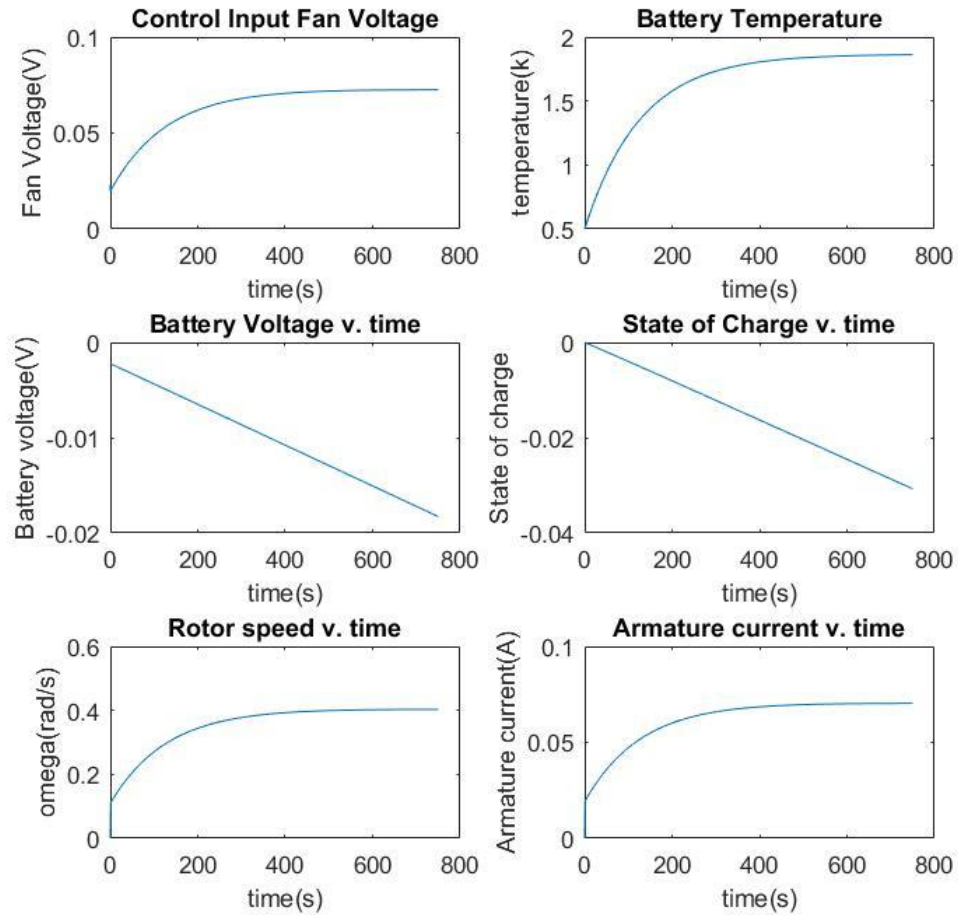 Control Input Fan Voltage
Fan Voltage(V)
0.1
0.05
0
0 200 400 600 800
time(s)
Battery Temperature
temperature(k)
2
1.5
1
0.5
0 200 400 600 800
time(s)
Battery Voltage v. time
Battery voltage(V)
0
-0.01
-0.02
0 200 400 600 800
time(s)
State of Charge v. time
State of charge
0
-0.02
-0.04
0 200 400 600 800
time(s)
Rotor speed v. time
omega(rad/s)
0.6
0.4
0.2
0
0 200 400 600 800
time(s)
Armature current v. time
Armature current(A)
0.1
0.05
0
0 200 400 600 800
time(s)